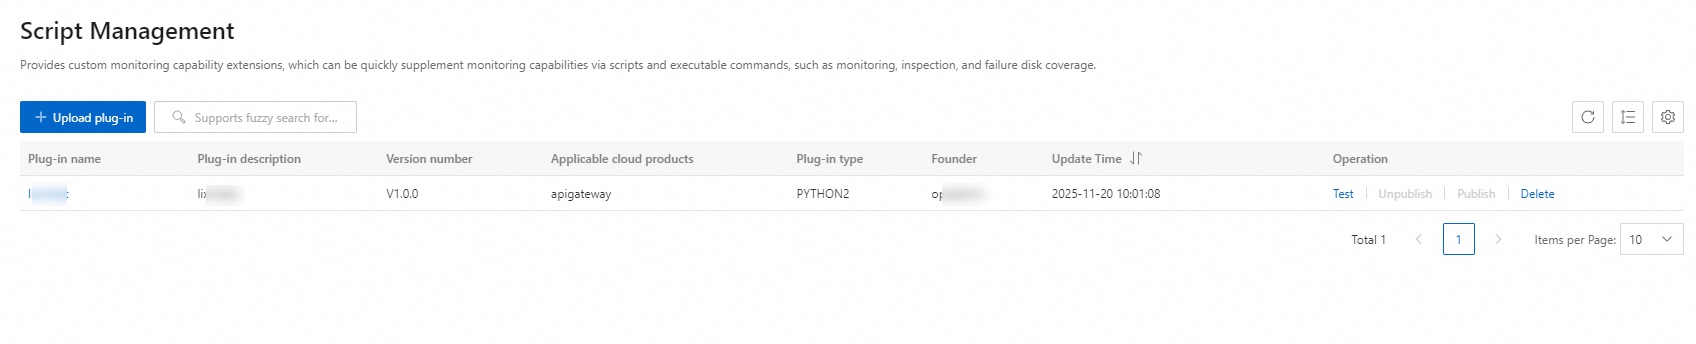 Script Management
Provides custom monitoring capability extensions, which can be quickly supplement monitoring capabilities via scripts and executable commands, such as monitoring, inspection, and failure disk coverage.
+ Upload plug-in Supports fuzzy search for...
Plug-in name Plug-in description Version number Applicable cloud products Plug-in type Founder Update Time Operation
V1.0.0 apigateway PYTHON2 2025-11-20 10:01:08 Test Unpublish Publish Delete
Total 1 < 1 > Items per Page: 10